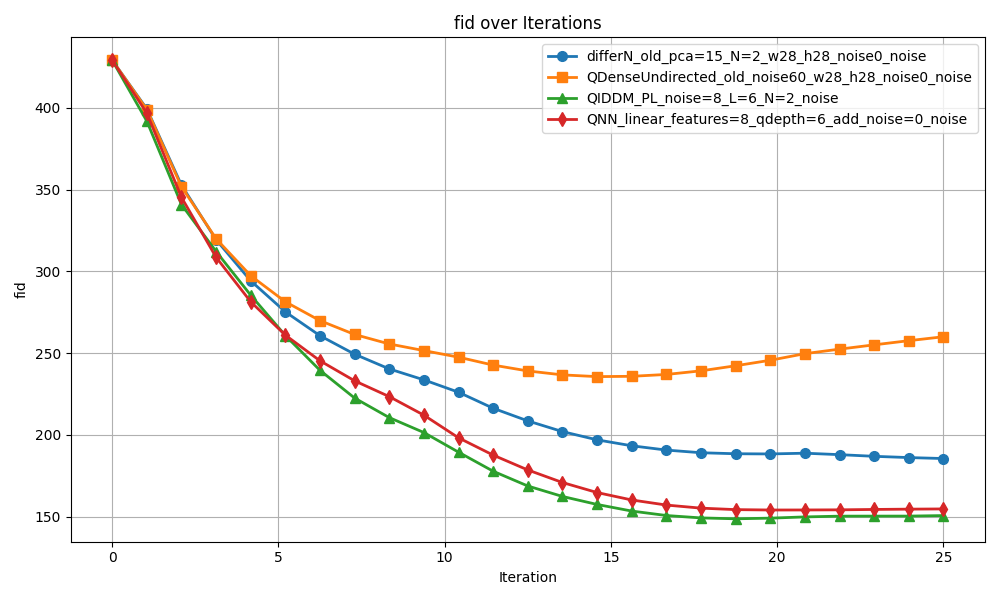 fid over Iterations
differN_old_pca=15_N=2_w28_h28_noise0_noise
QDenseUndirected_old_noise60_w28_h28_noise0_noise
QIDDM_PL_noise=8_L=6_N=2_noise
QNN_linear_features=8_qdepth=6_add_noise=0_noise
fid
400
350
300
250
200
150
0 5 10 15 20 25
Iteration